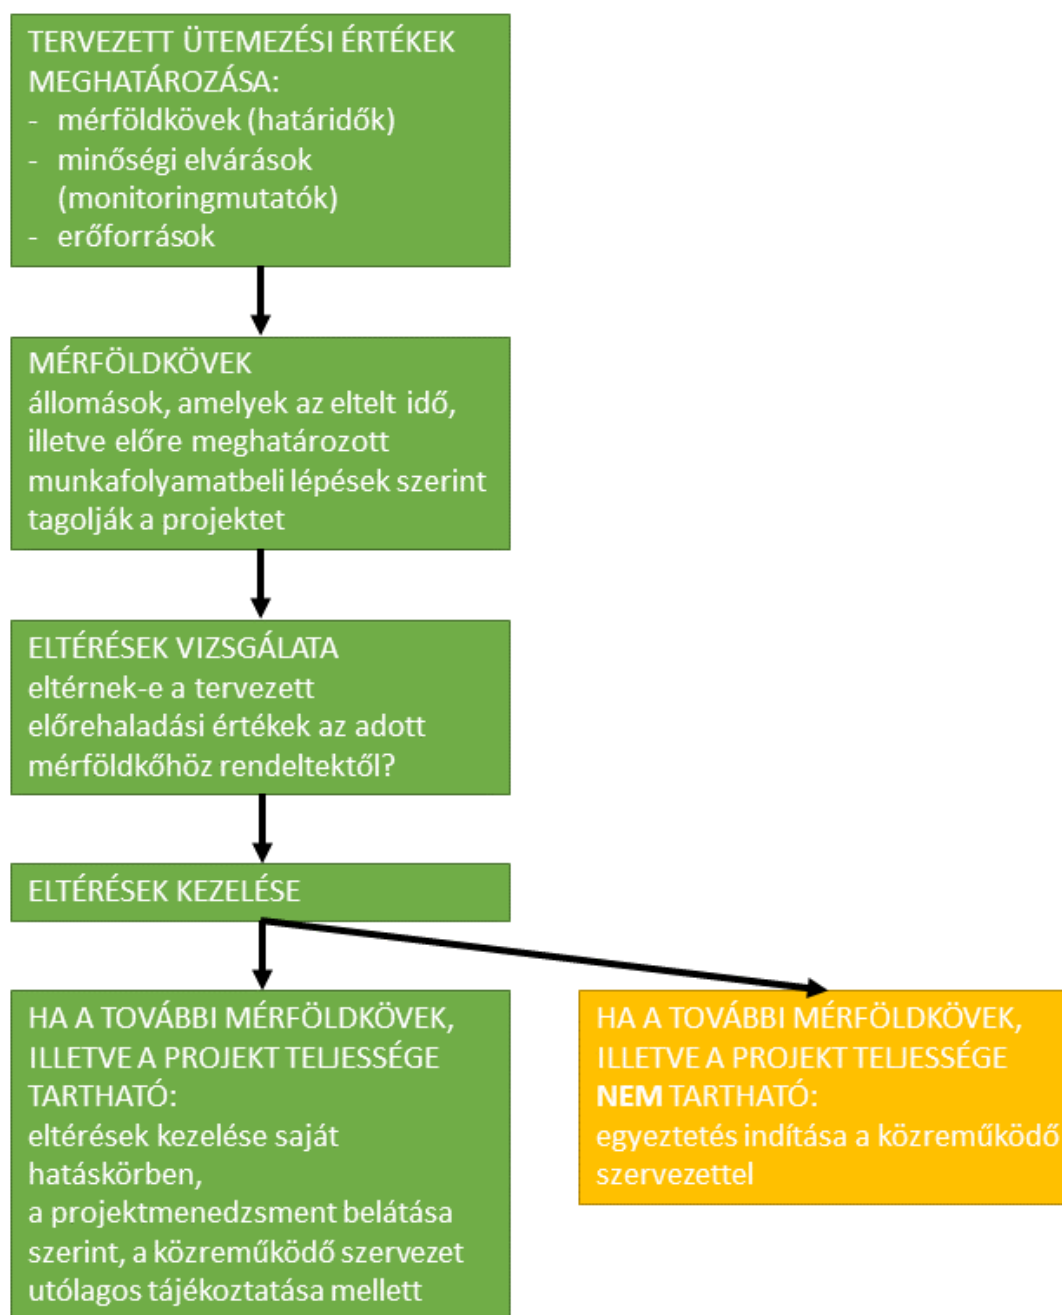 TERVEZETT ÜTEMEZÉSI ÉRTÉKEK
MEGHATÁROZÁSA:
- mérföldkövek (határidők)
- minőségi elvárások
(monitoringmutatók)
- erőforrások
MÉRFÖLDKÖVEK
állomások, amelyek az eltelt idő,
illetve előre meghatározott
munkafolyamatbeli lépések szerint
tagolják a projektet
ELTÉRÉSEK VIZSGÁLATA
eltérnek-e a tervezett
előrehaladási értékek az adott
mérföldkőhöz rendeltektől?
ELTÉRÉSEK KEZELÉSE
HA A TOVÁBBI MÉRFÖLDKÖVEK,
ILLETVE A PROJEKT TELJESSÉGE
TARTHATÓ:
eltérések kezelése saját
hatáskörben,
a projektmenedzsment belátása
szerint, a közreműködő szervezet
utólagos tájékoztatása mellett
HA A TOVÁBBI MÉRFÖLDKÖVEK,
ILLETVE A PROJEKT TELJESSÉGE
NEM TARTHATÓ:
egyeztetés indítása a közreműködő
szervezettel